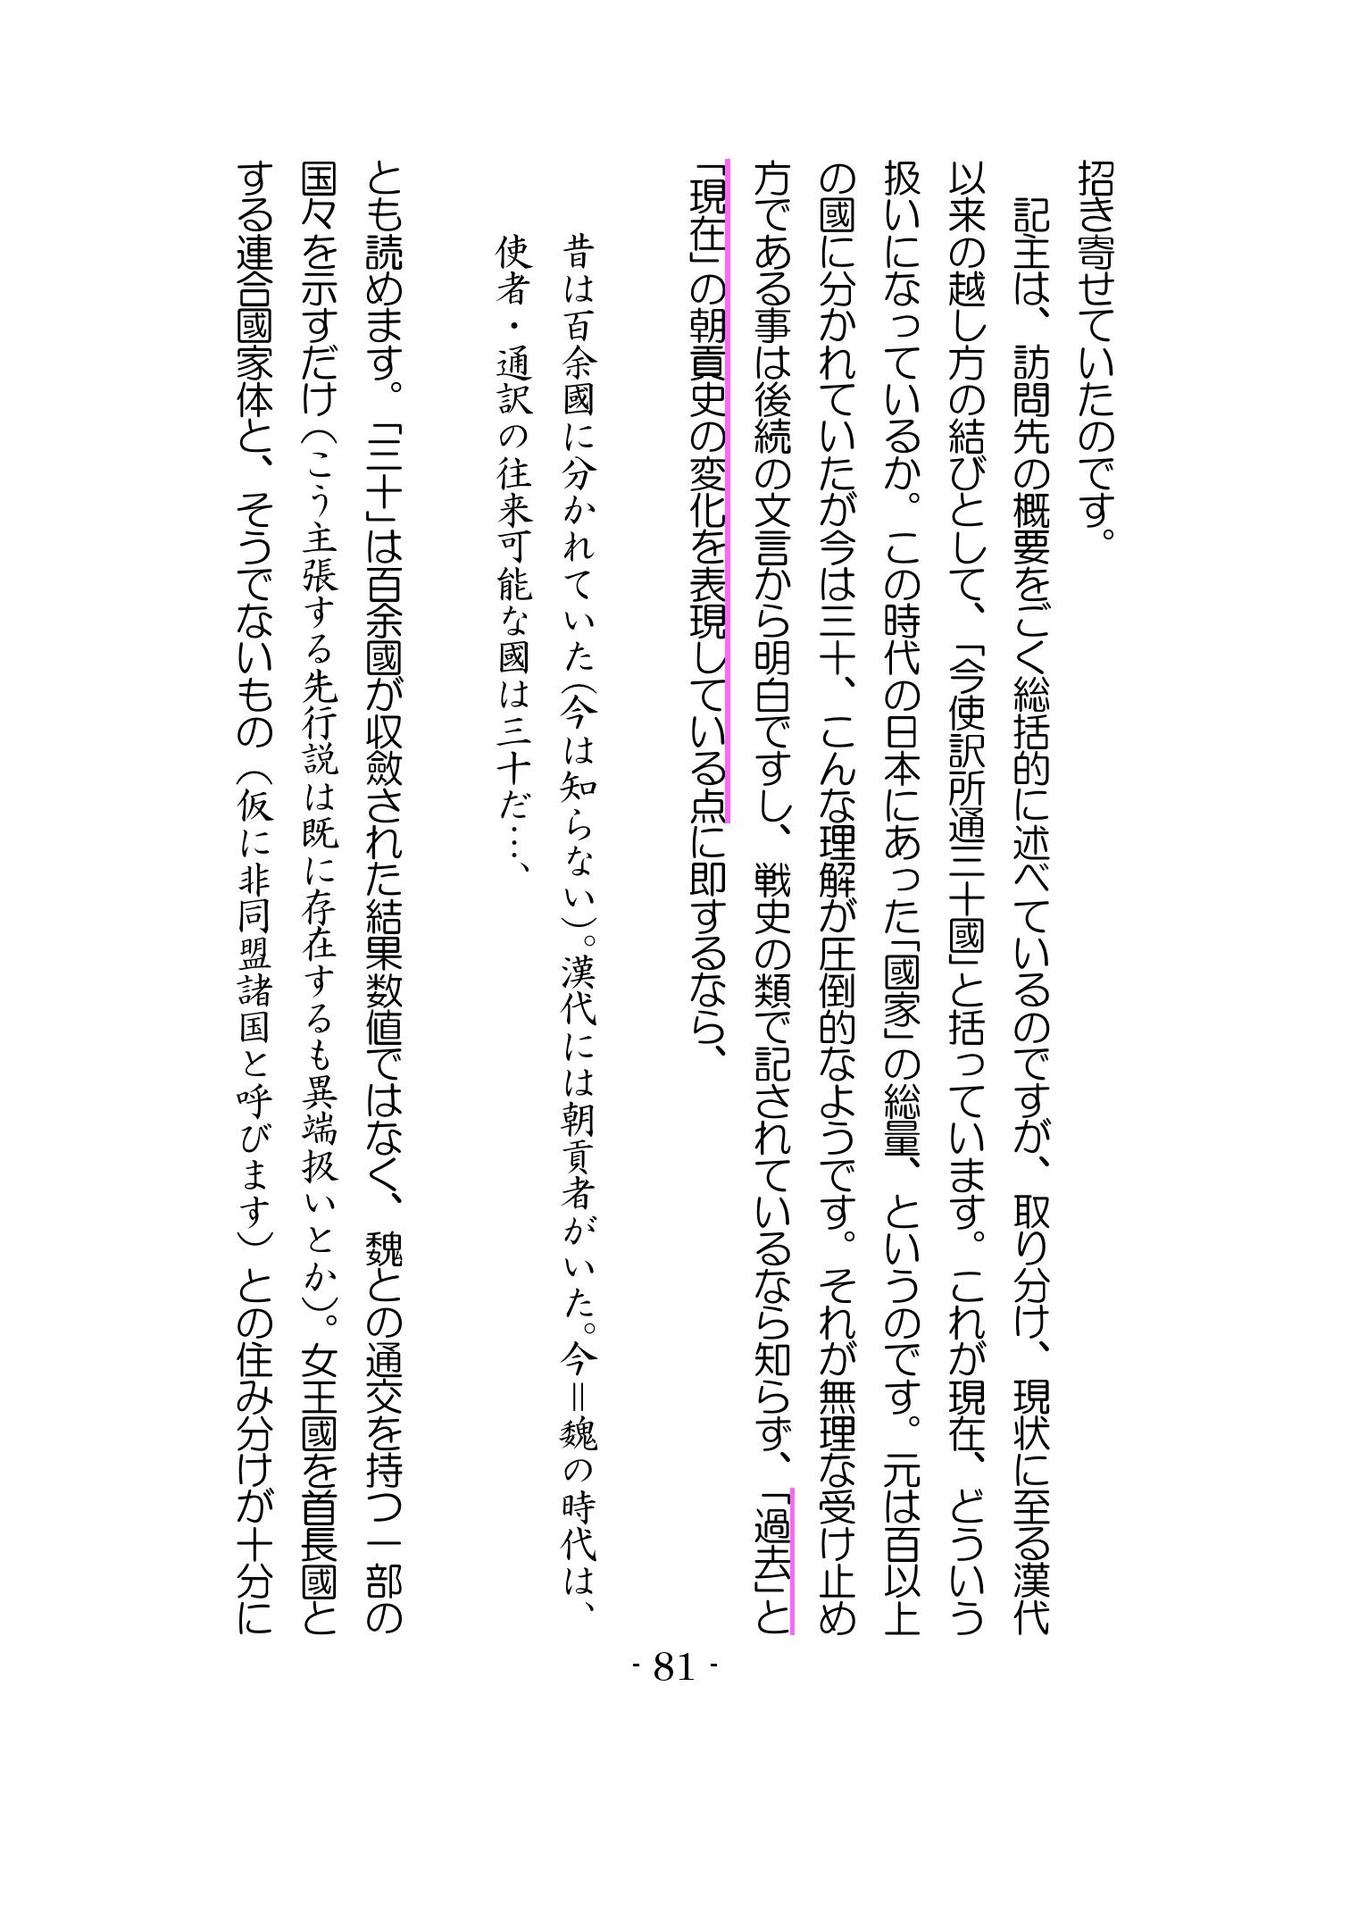 招き寄せていたのです。
記主は、訪問先の概要をごく総括的に述べているのですが、取り分け、現状に至る漢代
以来の越し方の結びとして、「今使訳所通三十國」と括っています。これが現在、どういう
扱いになっているか。この時代の日本にあった「國家」の総量、というのです。元は百以上
の國に分かれていたが今は三十、こんな理解が圧倒的なようです。それが無理な受け止め
方である事は後続の文言から明白ですし、戦史の類で記されているなら知らず、「過去」と
「現在」の朝貢史の変化を表現している点に即するなら、
昔は百余國に分かれていた(今は知らない)。漢代には朝貢者がいた。今＝魏の時代は、
使者・通訳の往来可能な國は三十だ…、
とも読めます。「三十」は百余國が収斂された結果数値ではなく、魏との通交を持つ一部の
国々を示すだけ(こう主張する先行説は既に存在するも異端扱いとか)。女王國を首長國と
する連合國家体と、そうでないもの(仮に非同盟諸国と呼びます)との住み分けが十分に
- 81 -